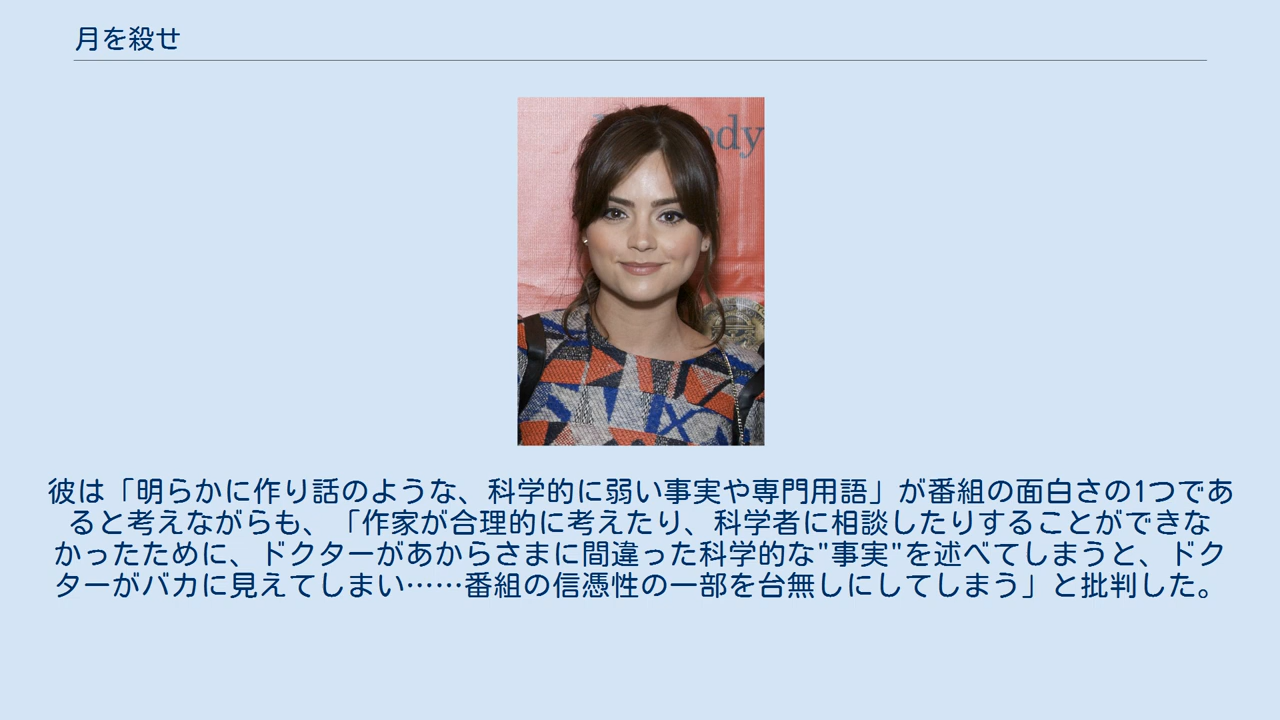 月を殺せ
ody
彼は「明らかに作り話のような、科学的に弱い事実や専門用語」が番組の面白さの1つであ
ると考えながらも、「作家が合理的に考えたり、科学者に相談したりすることができな
かったために、ドクターがあからさまに間違った科学的な"事実"を述べてしまうと、ドク
ターがバカに見えてしまい……番組の信憑性の一部を台無しにしてしまう」と批判した。